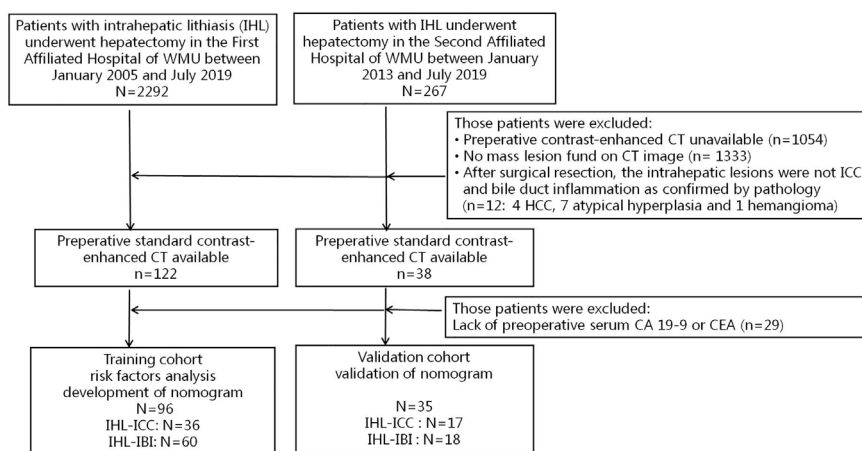 Patients with intrahepatic lithiasis (IHL)
underwent hepatectomy in the First
Affiliated Hospital of WMU between
January 2005 and July 2019
N=2292
Patients with IHL underwent
hepatectomy in the Second Affiliated
Hospital of WMU between January
2013 and July 2019
N=267
Those patients were excluded:
• Preperative contrast-enhanced CT unavailable (n=1054)
• No mass lesion fund on CT image (n= 1333)
• After surgical resection, the intrahepatic lesions were not ICC
and bile duct inflammation as confirmed by pathology
(n=12: 4 HCC, 7 atypical hyperplasia and 1 hemangioma)
Preperative standard contrast-
enhanced CT available
n=122
Preperative standard contrast-
enhanced CT available
n=38
Those patients were excluded:
Lack of preoperative serum CA 19-9 or CEA (n=29)
Training cohort
risk factors analysis
development of nomogram
N=96
IHL-ICC: N=36
IHL-IBI: N=60
Validation cohort
validation of nomogram
N=35
IHL-ICC : N=17
IHL-IBI : N=18